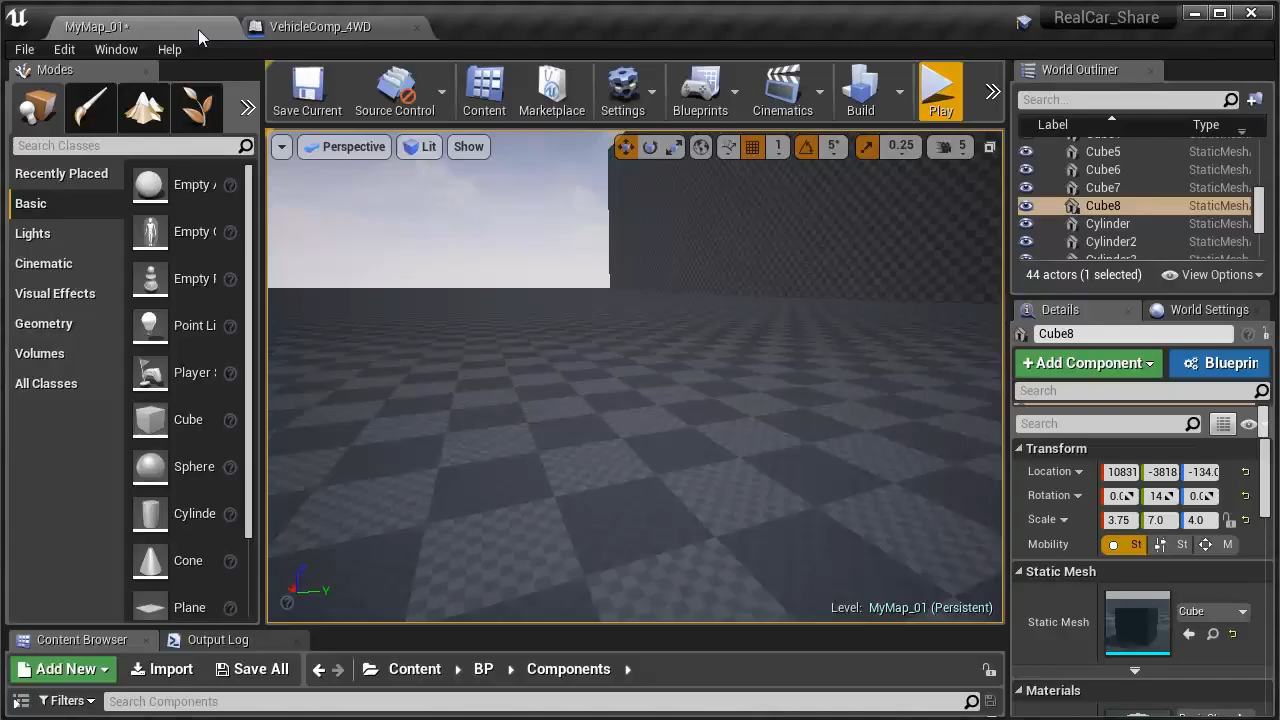 MyMap_01*
VehicleComp_4WD
RealCar_Share
File Edit Window Help
Modes
Search Classes
Recently Placed
Basic
Lights
Cinematic
Visual Effects
Geometry
Volumes
All Classes
Empty
Empty
Empty
Point Li
Player
Cube
Sphere
Cylinde
Cone
Plane
Save Current
Source Control
Content
Marketplace
Settings
Blueprints
Cinematics
Build
Play
Perspective
Lit
Show
1
5°
0.25
5
Z
Y
Level: MyMap_01 (Persistent)
World Outliner
Search...
Label Type
Cube5 StaticMesh
Cube6 StaticMesh
Cube7 StaticMesh
Cube8 StaticMesh
Cylinder StaticMesh
Cylinder2 StaticMesh
44 actors (1 selected) View Options
Details
World Settings
Cube8
+Add Component
Blueprin
Search
Search
Transform
Location 10831 -3818 -134.0
Rotation 0.0 14 0.0
Scale 3.75 7.0 4.0
Mobility St St M
Static Mesh
Static Mesh Cube
Materials
Content Browser
Output Log
Add New Import Save All Content BP Components
Filters Search Components